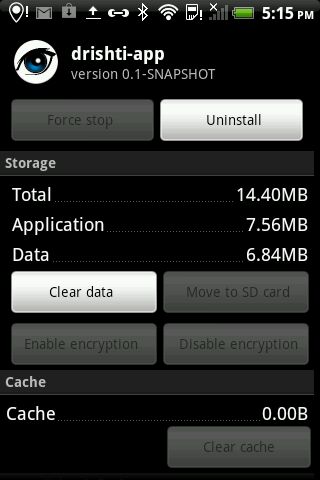 5:15 PM
drishti-app
version 0.1-SNAPSHOT
Force stop Uninstall
Storage
Total 14.40MB
Application 7.56MB
Data 6.84MB
Clear data Move to SD card
Enable encryption Disable encryption
Cache
Cache 0.00B
Clear cache